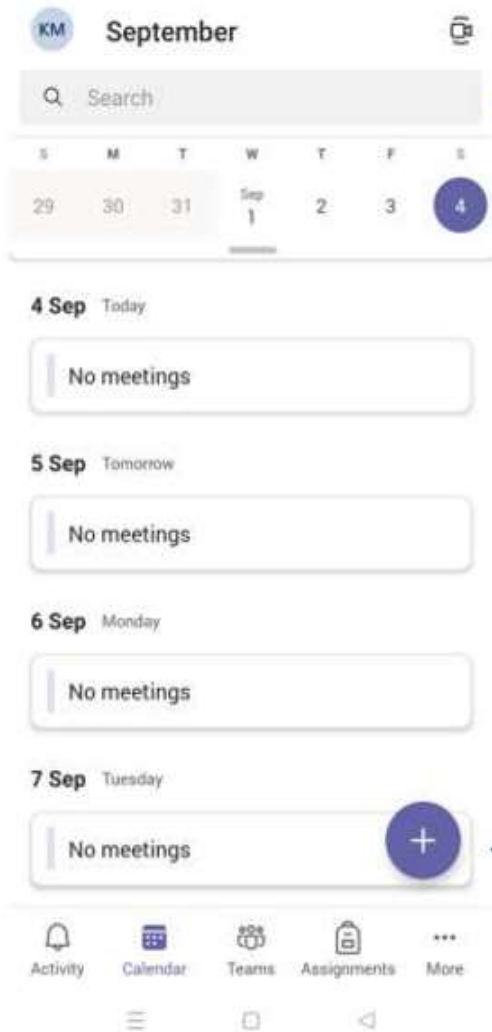 KM September
Search
S M T W T F S
29 30 31 Sep 1 2 3 4
4 Sep Today
No meetings
5 Sep Tomorrow
No meetings
6 Sep Monday
No meetings
7 Sep Tuesday
No meetings
Activity Calendar Teams Assignments More